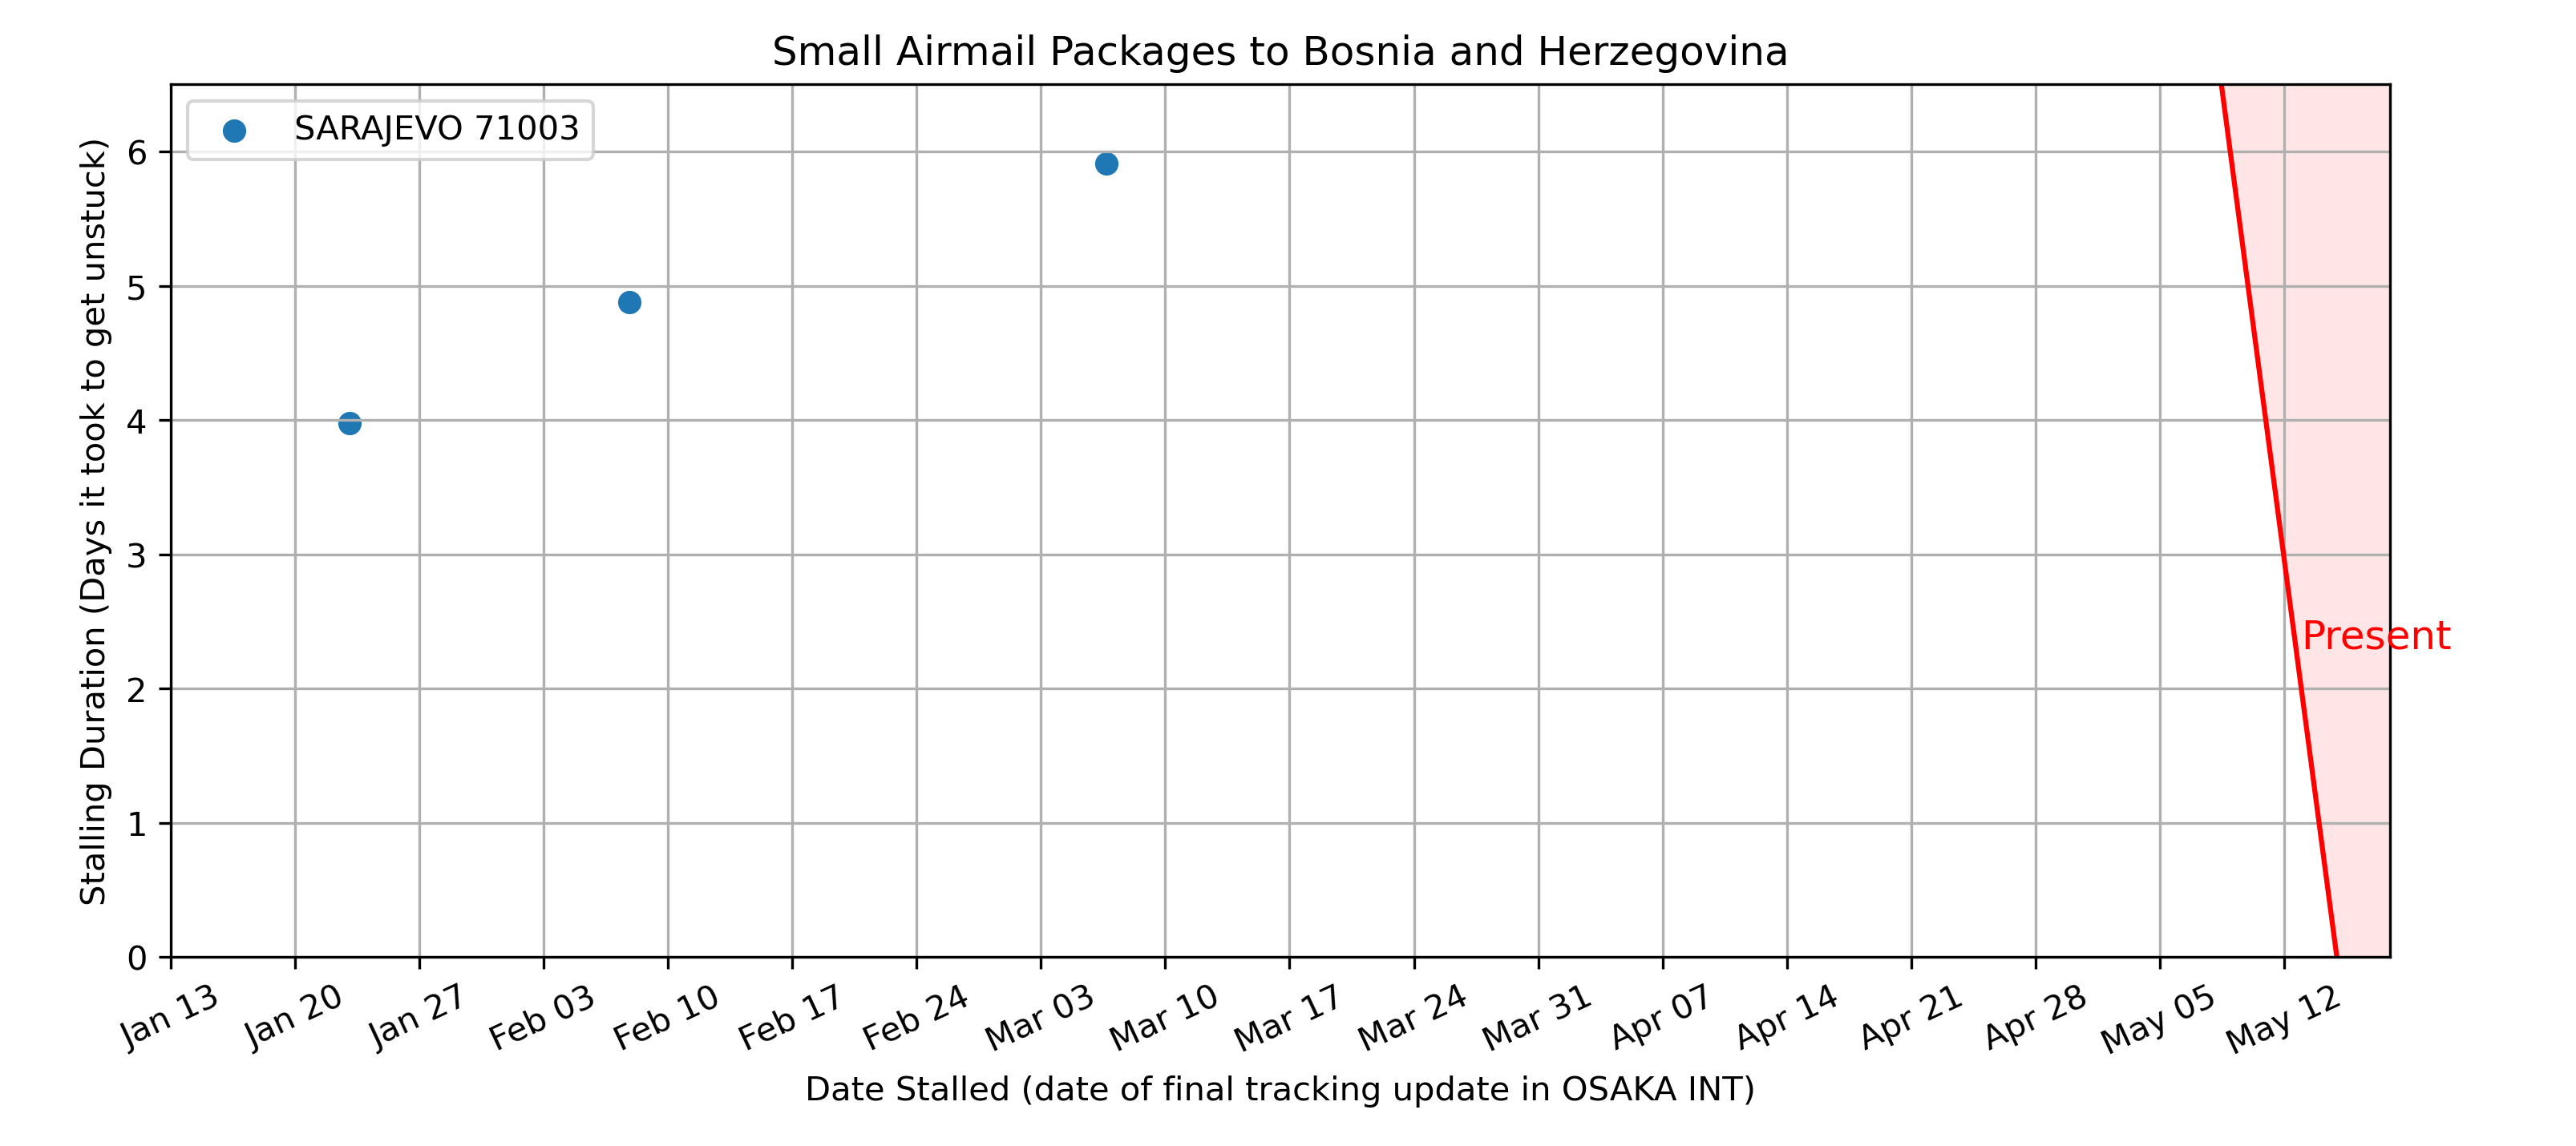 Small Airmail Packages to Bosnia and Herzegovina
SARAJEVO 71003
Stalling Duration (Days it took to get unstuck)
6
5
4
3
2
1
0
Present
Jan 13 Jan 20 Jan 27 Feb 03 Feb 10 Feb 17 Feb 24 Mar 03 Mar 10 Mar 17 Mar 24 Mar 31 Apr 07 Apr 14 Apr 21 Apr 28 May 05 May 12
Date Stalled (date of final tracking update in OSAKA INT)